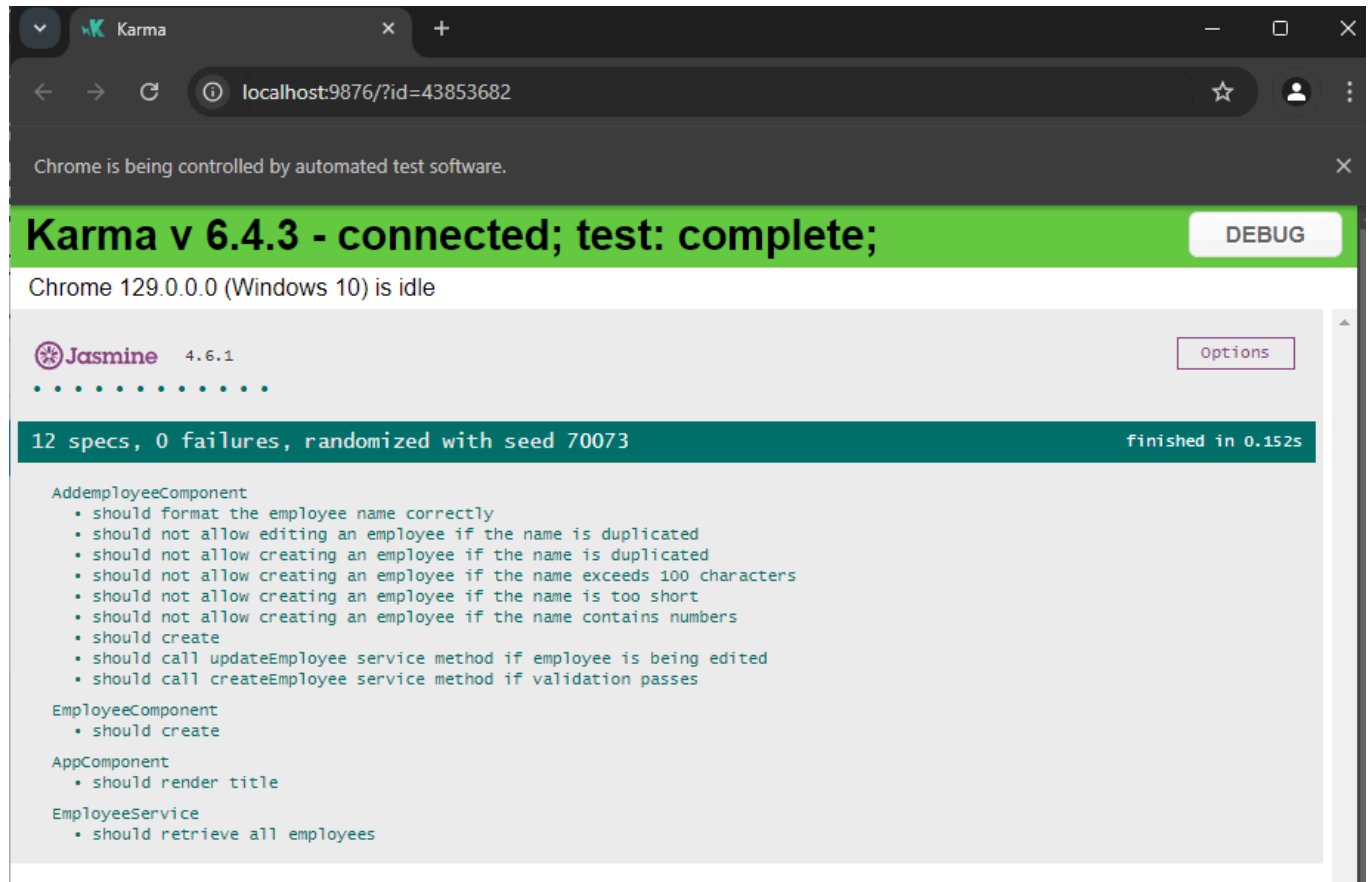 Karma
localhost:9876/?id=43853682
Chrome is being controlled by automated test software.
Karma v 6.4.3 - connected; test: complete;
DEBUG
Chrome 129.0.0.0 (Windows 10) is idle
Jasmine 4.6.1
Options
• • • • • • • • • • • •
12 specs, 0 failures, randomized with seed 70073
finished in 0.152s
AddemployeeComponent
• should format the employee name correctly
• should not allow editing an employee if the name is duplicated
• should not allow creating an employee if the name is duplicated
• should not allow creating an employee if the name exceeds 100 characters
• should not allow creating an employee if the name is too short
• should not allow creating an employee if the name contains numbers
• should create
• should call updateEmployee service method if employee is being edited
• should call createEmployee service method if validation passes
EmployeeComponent
• should create
AppComponent
• should render title
EmployeeService
• should retrieve all employees